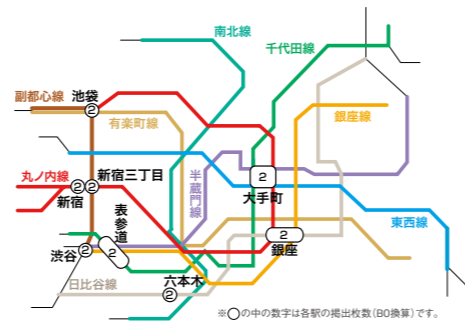 南北線
千代田線
副都心線
池袋
②
有楽町線
銀座線
丸ノ内線
新宿三丁目
②②
新宿
半蔵門線
2
大手町
表参道
2
東西線
渋谷
②
2
銀座
六本木
②
日比谷線
※○の中の数字は各駅の掲出枚数(B0換算)です。